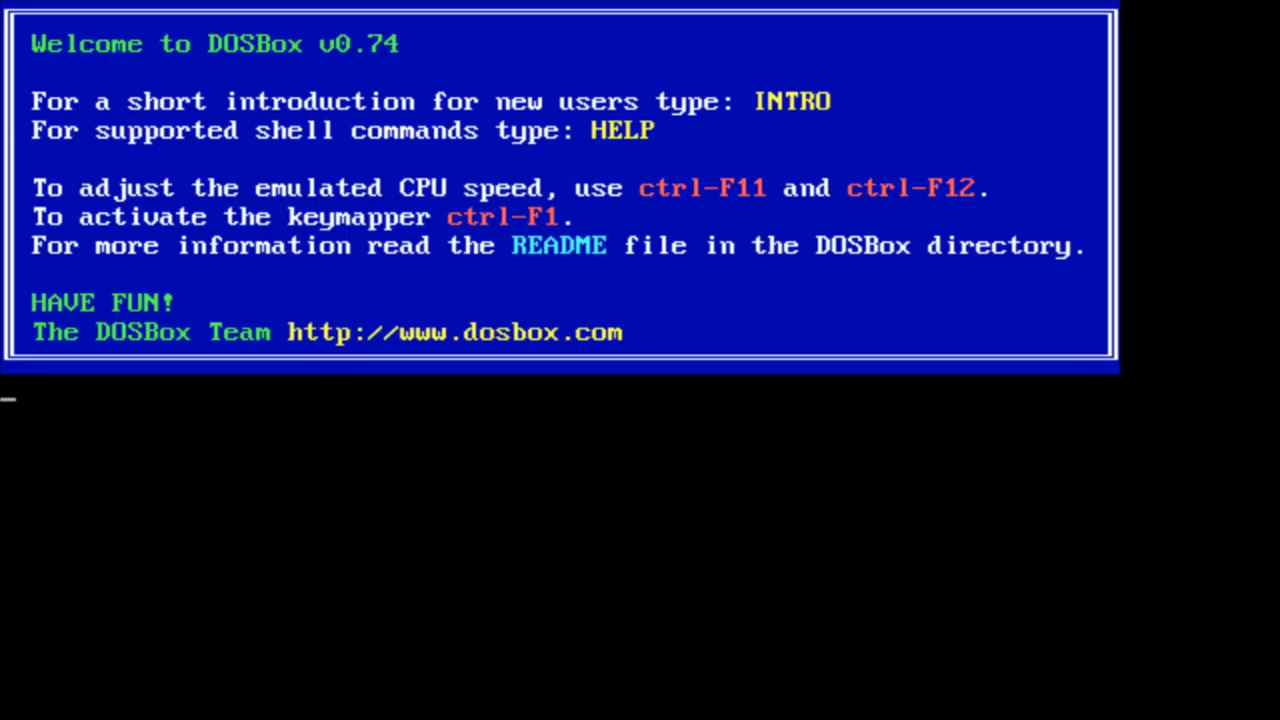 Welcome to DOSBox v0.74
For a short introduction for new users type: INTRO
For supported shell commands type: HELP
To adjust the emulated CPU speed, use ctrl-F11 and ctrl-F12.
To activate the keymapper ctrl-F1.
For more information read the README file in the DOSBox directory.
HAVE FUN!
The DOSBox Team http://www.dosbox.com